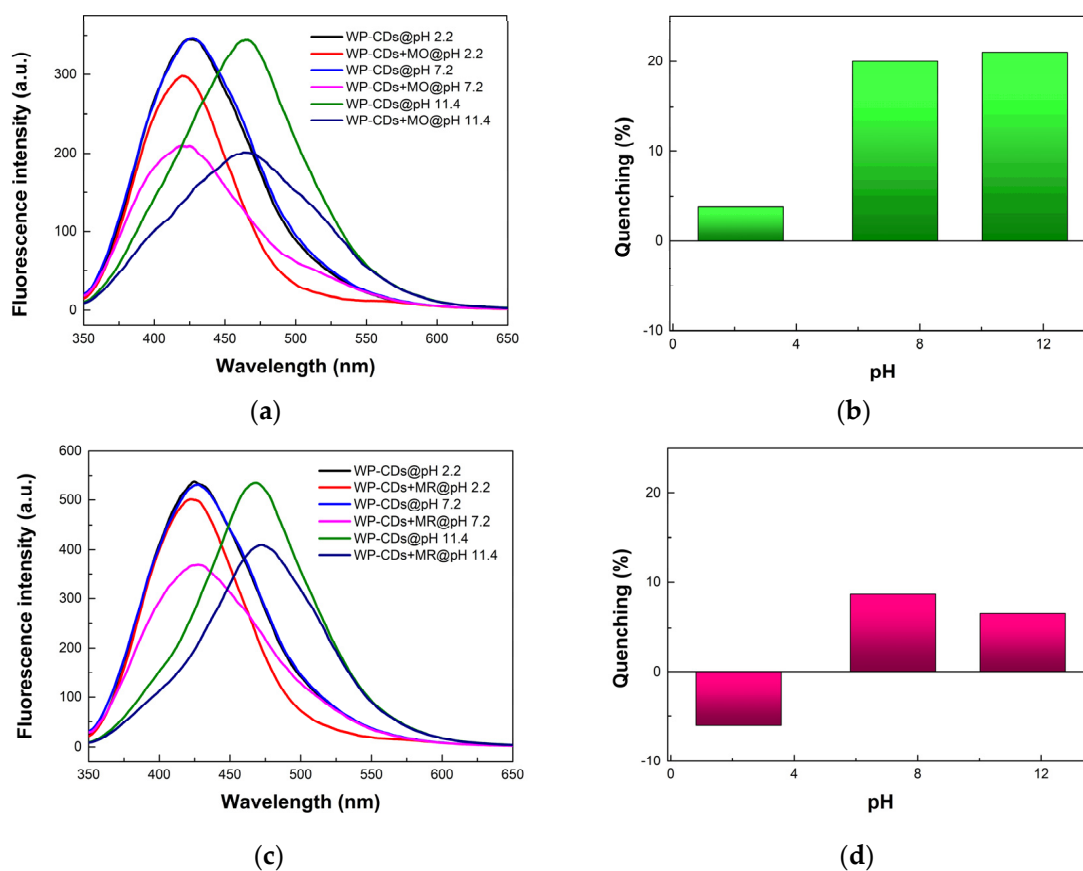 WP-CDs@pH 2.2
WP-CDs+MO@pH 2.2
WP-CDs@pH 7.2
WP-CDs+MO@pH 7.2
WP-CDs@pH 11.4
WP-CDs+MO@pH 11.4
300
200
100
0
350 400 450 500 550 600 650
Fluorescence intensity (a.u.)
Wavelength (nm)
(a)
20
10
0
-10
0 4 8 12
Quenching (%)
pH
(b)
WP-CDs@pH 2.2
WP-CDs+MR@pH 2.2
WP-CDs@pH 7.2
WP-CDs+MR@pH 7.2
WP-CDs@pH 11.4
WP-CDs+MR@pH 11.4
600
500
400
300
200
100
0
350 400 450 500 550 600 650
Fluorescence intensity (a.u.)
Wavelength (nm)
(c)
20
10
0
-10
0 4 8 12
Quenching (%)
pH
(d)